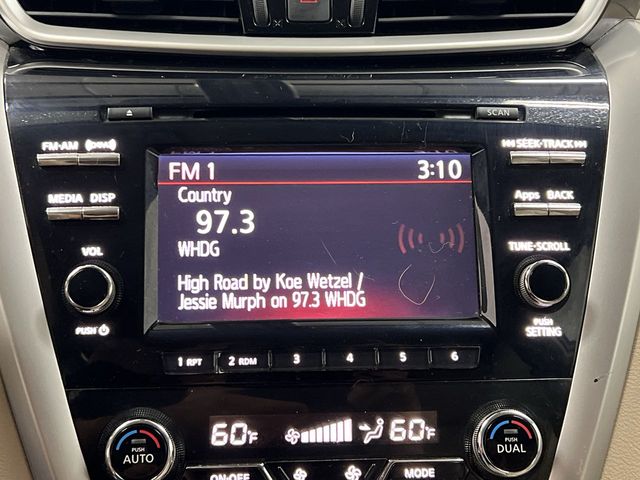 SCAN
FM·AM
SEEK·TRACK
FM 1 3:10
Country
97.3
WHDG
High Road by Koe Wetzel /
Jessie Murph on 97.3 WHDG
MEDIA DISP
Apps BACK
VOL
TUNE·SCROLL
PUSH
PUSH
SETTING
1 RPT 2 RDM 3 4 5 6
60°F 60°F
PUSH
AUTO
PUSH
DUAL
ON·OFF MODE